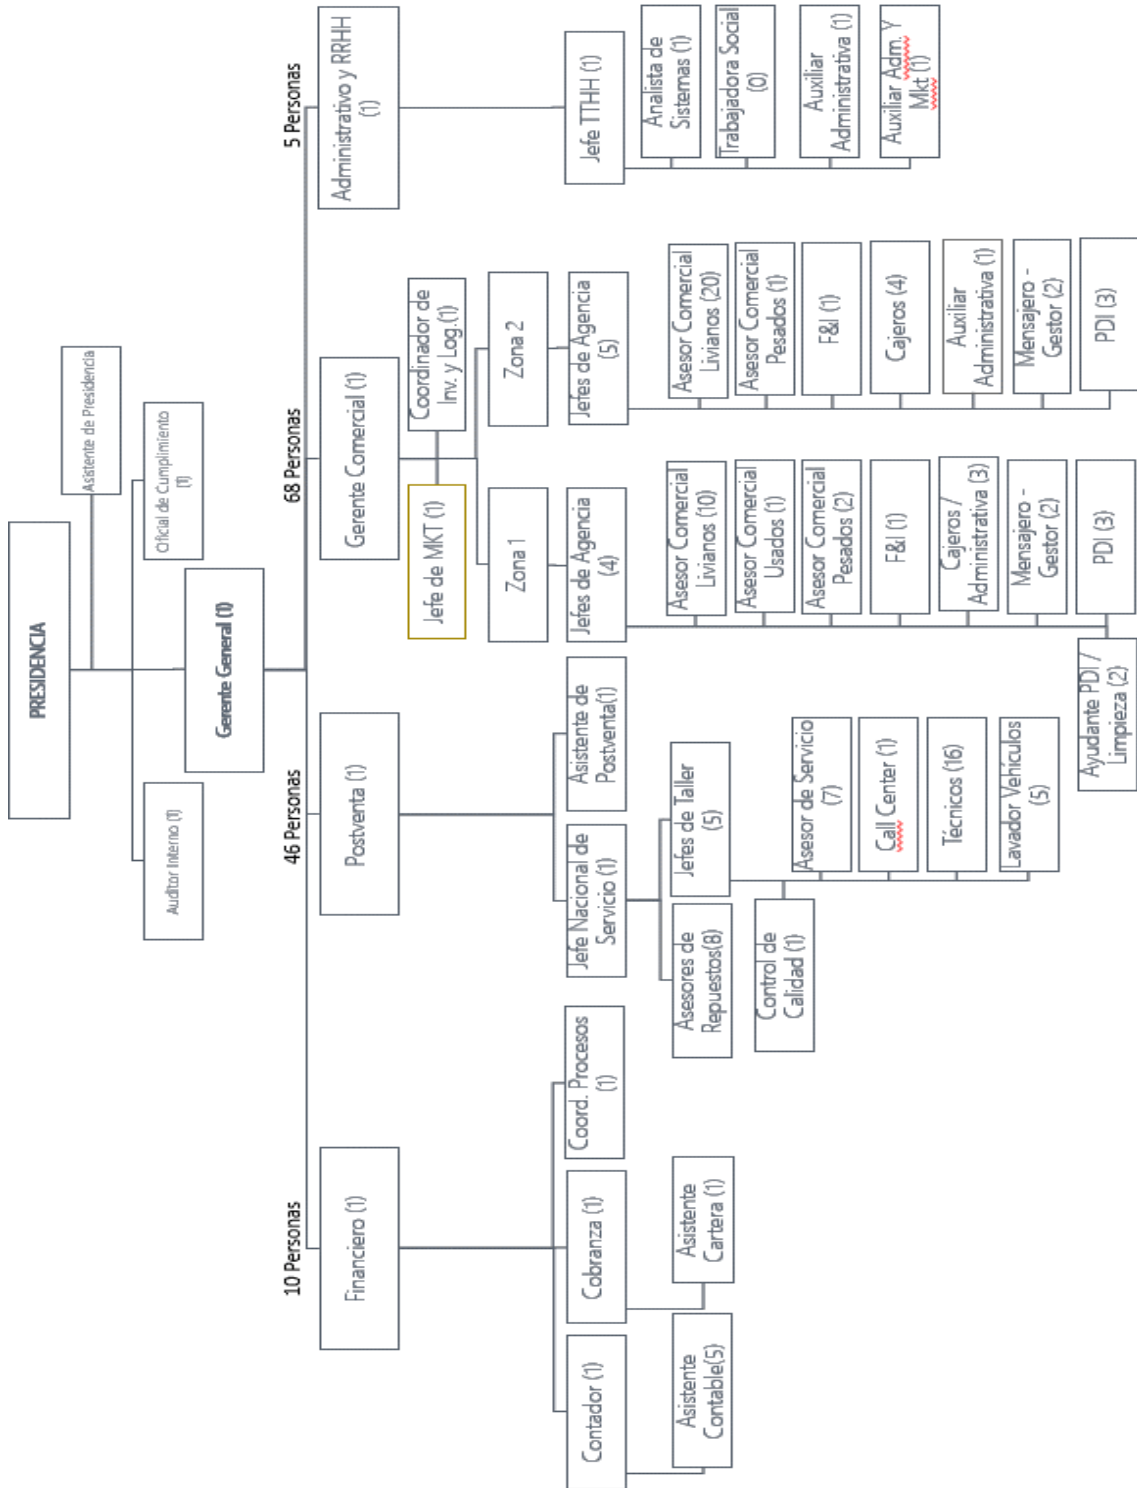 PRESIDENCIA
Asistente de Presidencia
Auditor Interno (1)
Oficial de Cumplimiento
(1)
Gerente General (1)
10 Personas
46 Personas
68 Personas
5 Personas
Financiero (1)
Postventa (1)
Gerente Comercial (1)
Administrativo y RRHH
(1)
Jefe de MKT (1)
Coordinador de
Inv. y Log.(1)
Zona 1
Zona 2
Contador (1)
Cobranza (1)
Coord. Procesos
(1)
Jefe Nacional de
Servicio (1)
Asistente de
Postventa(1)
Jefes de Agencia
(4)
Jefes de Agencia
(5)
Jefe TTHH (1)
Asistente
Contable(5)
Asistente
Cartera (1)
Asesores de
Repuestos(8)
Jefes de Taller
(5)
Control de
Calidad (1)
Asesor de Servicio
(7)
Call Center (1)
Técnicos (16)
Lavador Vehículos
(5)
Asesor Comercial
Livianos (10)
Asesor Comercial
Usados (1)
Asesor Comercial
Pesados (2)
F&I (1)
Cajeros /
Administrativa (3)
Mensajero -
Gestor (2)
PDI (3)
Ayudante PDI /
Limpieza (2)
Asesor Comercial
Livianos (20)
Asesor Comercial
Pesados (1)
F&I (1)
Cajeros (4)
Auxiliar
Administrativa (1)
Mensajero -
Gestor (2)
PDI (3)
Analista de
Sistemas (1)
Trabajadora Social
(0)
Auxiliar
Administrativa (1)
Auxiliar Adm. Y
Mkt (1)